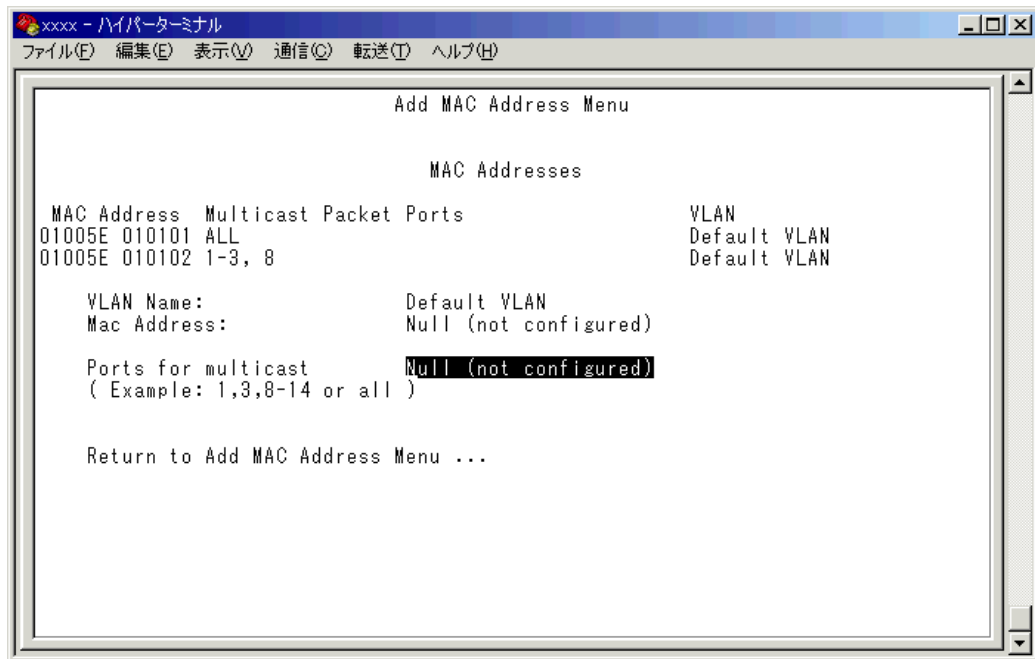 xxxx - ハイパーターミナル
ファイル(F) 編集(E) 表示(V) 通信(C) 転送(T) ヘルプ(H)
Add MAC Address Menu
MAC Addresses
MAC Address Multicast Packet Ports VLAN
01005E 010101 ALL Default VLAN
01005E 010102 1-3, 8 Default VLAN
VLAN Name: Default VLAN
Mac Address: Null (not configured)
Ports for multicast Null (not configured)
( Example: 1,3,8-14 or all )
Return to Add MAC Address Menu ...